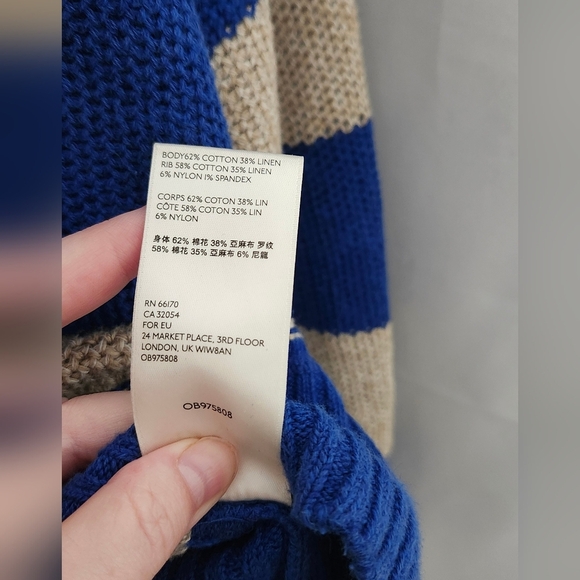 BODY62% COTTON 38% LINEN
RIB 58% COTTON 35% LINEN
6% NYLON 1% SPANDEX
CORPS 62% COTON 38% LIN
CÔTE 58% COTON 35% LIN
6% NYLON
身体 62% 棉花 38% 亞麻布 罗纹
58% 棉花 35% 亞麻布 6% 尼龍
RN 66170
CA 32054
FOR EU
24 MARKET PLACE, 3RD FLOOR
LONDON, UK W1W8AN
OB975808
OB975808